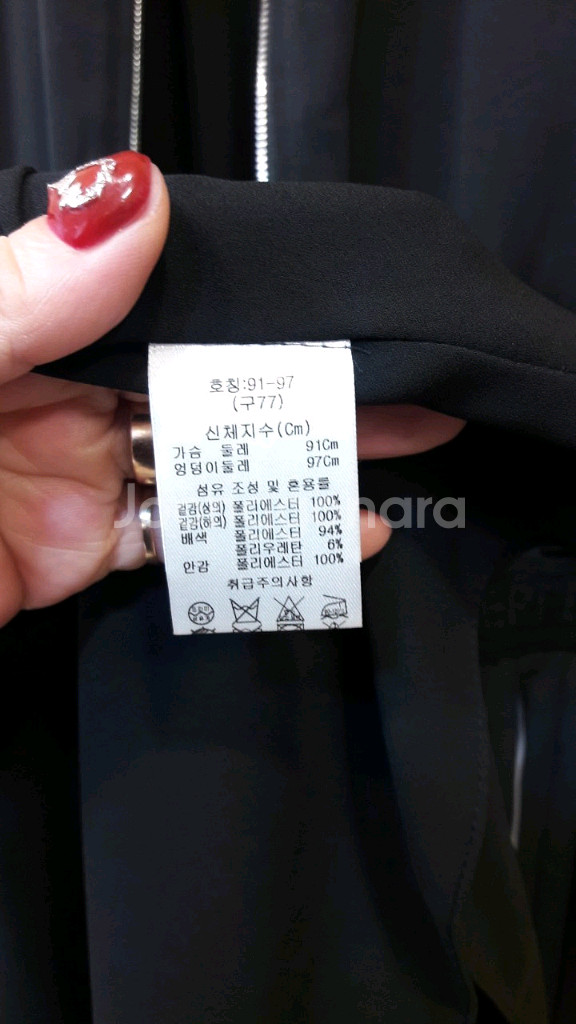 호칭:91-97
(구77)
신체지수(Cm)
가슴 둘레 91Cm
엉덩이둘레 97Cm
섬유 조성 및 혼용률
겉감(상의) 폴리에스터 100%
겉감(하의) 폴리에스터 100%
배색 폴리에스터 94%
폴리우레탄 6%
안감 폴리에스터 100%
취급주의사항